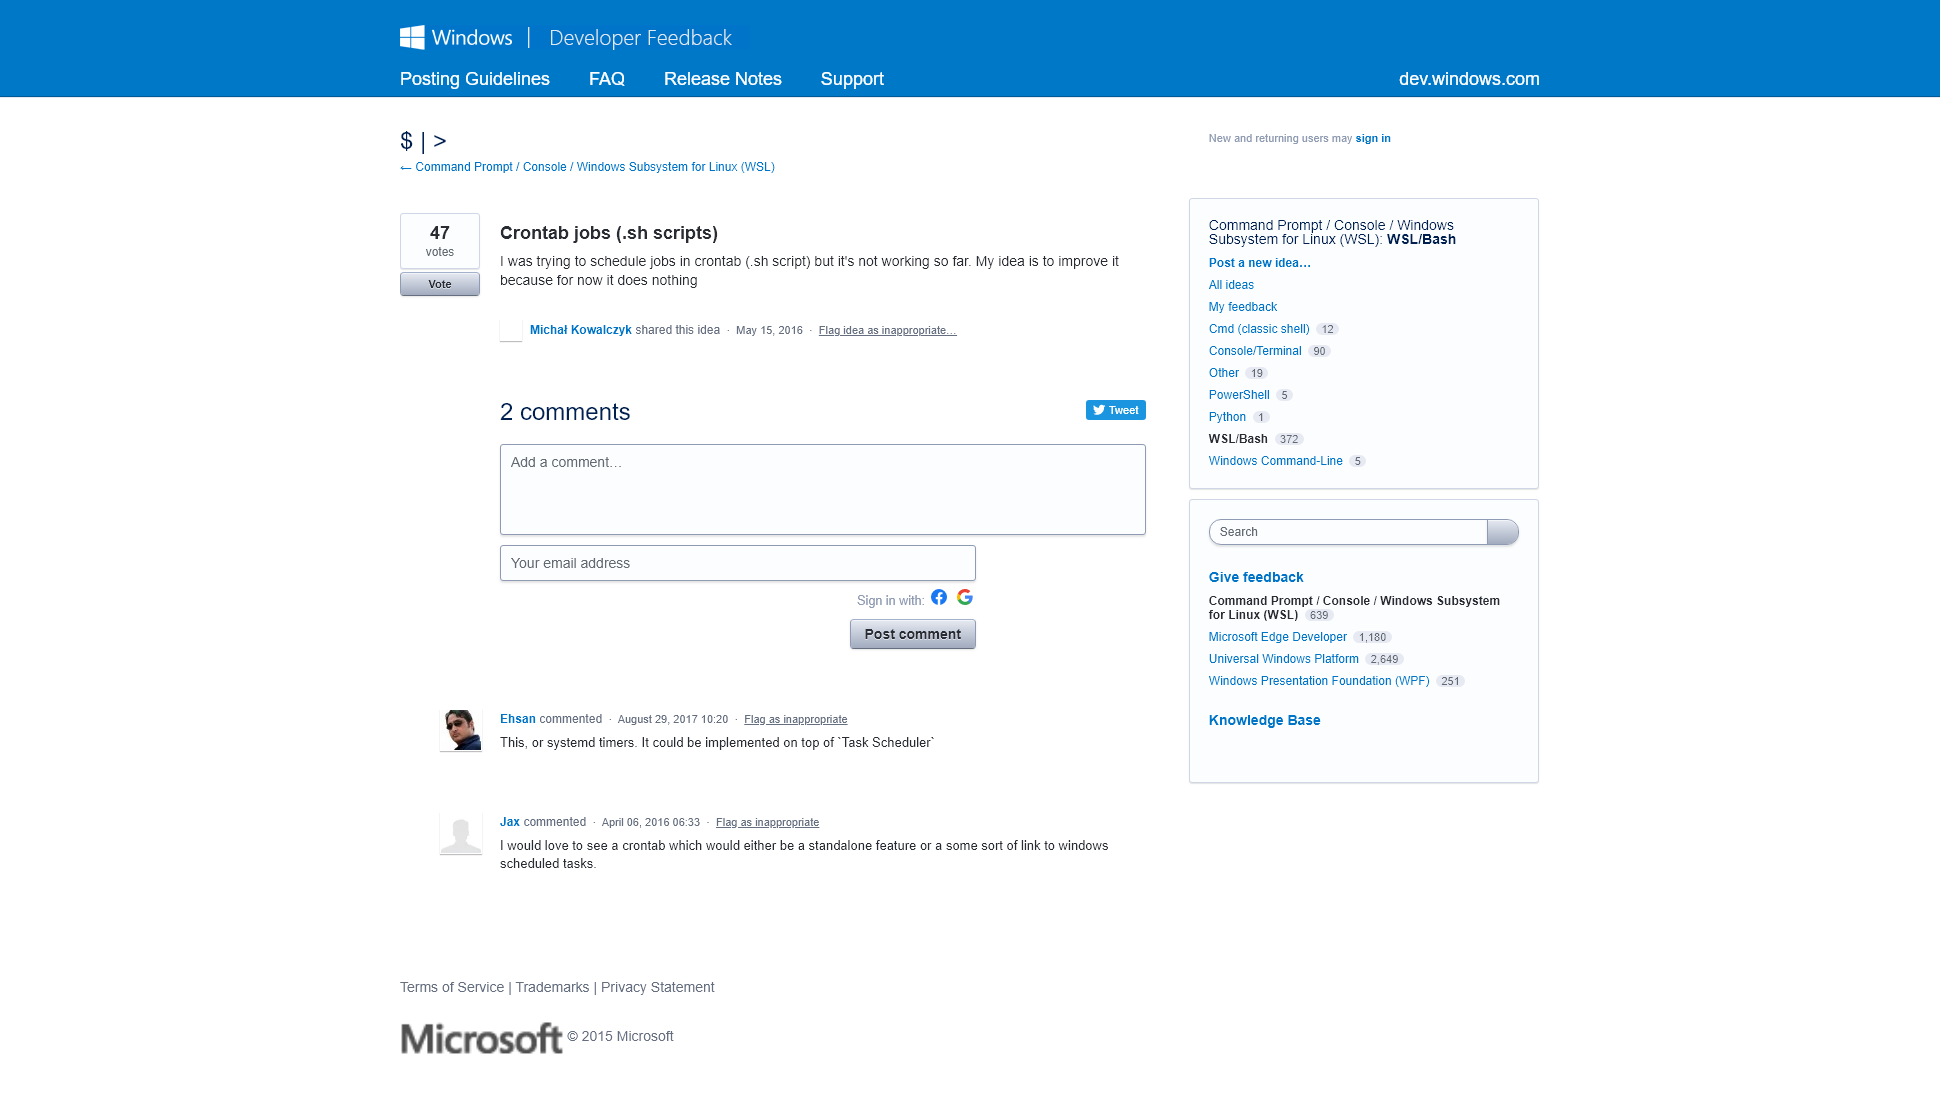 Windows | Developer Feedback
Posting Guidelines FAQ Release Notes Support dev.windows.com
$ | >
New and returning users may sign in
← Command Prompt / Console / Windows Subsystem for Linux (WSL)
47
votes
Vote
Crontab jobs (.sh scripts)
I was trying to schedule jobs in crontab (.sh script) but it's not working so far. My idea is to improve it
because for now it does nothing
Michał Kowalczyk shared this idea · May 15, 2016 · Flag idea as inappropriate…
2 comments
Tweet
Add a comment…
Your email address
Sign in with:
Post comment
Ehsan commented · August 29, 2017 10:20 · Flag as inappropriate
This, or systemd timers. It could be implemented on top of `Task Scheduler`
Jax commented · April 06, 2016 06:33 · Flag as inappropriate
I would love to see a crontab which would either be a standalone feature or a some sort of link to windows
scheduled tasks.
Command Prompt / Console / Windows
Subsystem for Linux (WSL): WSL/Bash
Post a new idea…
All ideas
My feedback
Cmd (classic shell) 12
Console/Terminal 90
Other 19
PowerShell 5
Python 1
WSL/Bash 372
Windows Command-Line 5
Search
Give feedback
Command Prompt / Console / Windows Subsystem
for Linux (WSL) 639
Microsoft Edge Developer 1,180
Universal Windows Platform 2,649
Windows Presentation Foundation (WPF) 251
Knowledge Base
Terms of Service | Trademarks | Privacy Statement
Microsoft © 2015 Microsoft